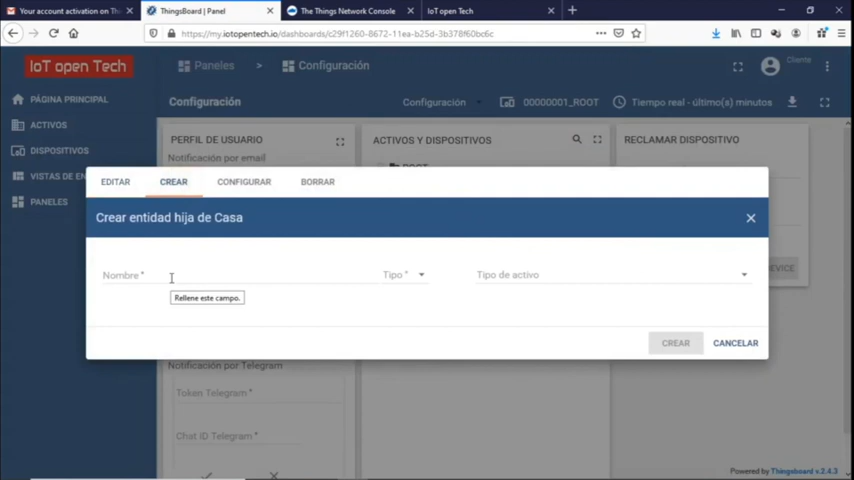 Your account activation on Thi
ThingsBoard | Panel
The Things Network Console
IoT open Tech
https://my.iotopentech.io/dashboards/c29f1260-8672-11ea-b25d-3b378f60bc6c
IoT open Tech
Paneles > Configuración
Cliente
PÁGINA PRINCIPAL
ACTIVOS
DISPOSITIVOS
VISTAS DE EN
PANELES
Configuración
Configuración
00000001_ROOT
Tiempo real - último(s) minutos
PERFIL DE USUARIO
Notificación por email
ACTIVOS Y DISPOSITIVOS
ROOT
RECLAMAR DISPOSITIVO
EDITAR
CREAR
CONFIGURAR
BORRAR
Crear entidad hija de Casa
Nombre *
Tipo *
Tipo de activo
Rellene este campo.
EVICE
CREAR
CANCELAR
Notificación por Telegram
Token Telegram *
Chat ID Telegram *
Powered by Thingsboard v.2.4.3